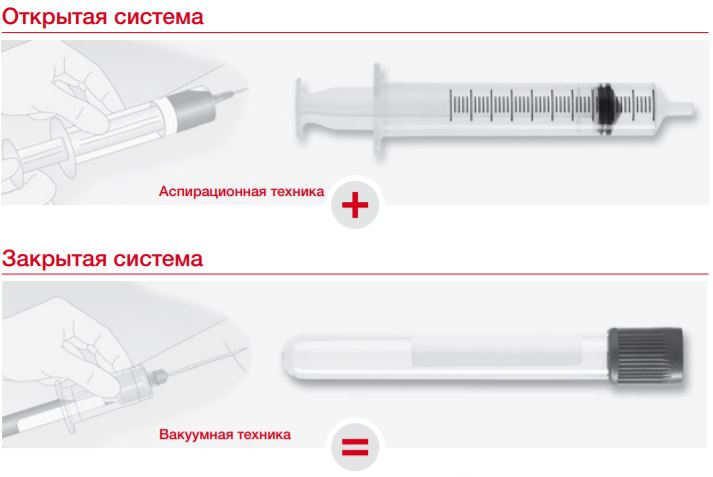 Открытая система
Аспирационная техника
+
Закрытая система
Вакуумная техника
=